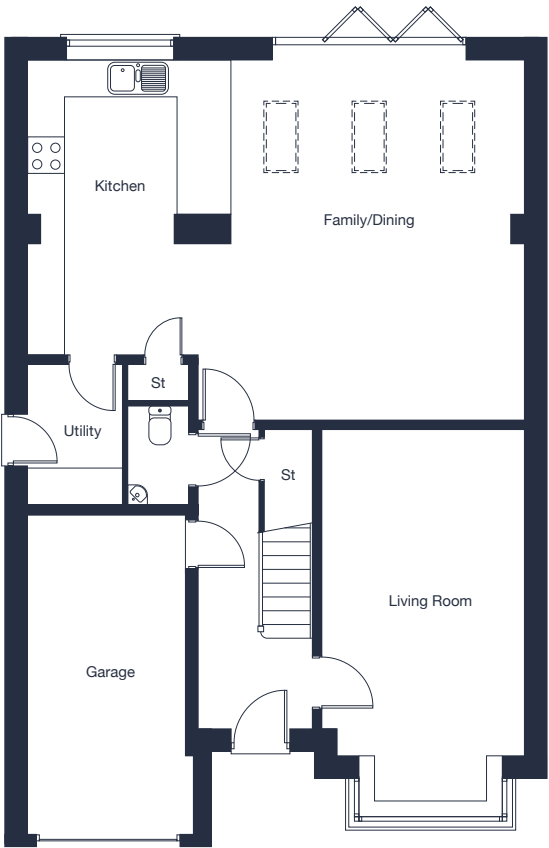 Kitchen
Family/Dining
St
Utility
St
Living Room
Garage